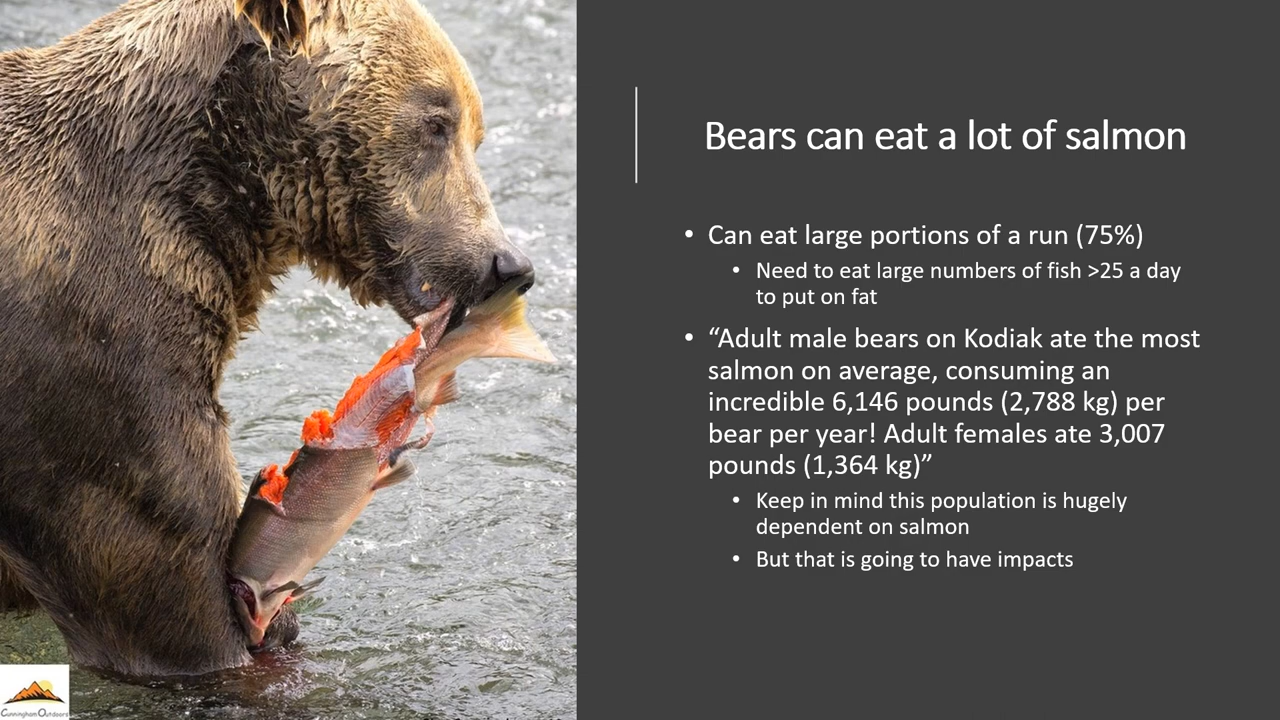 Bears can eat a lot of salmon
• Can eat large portions of a run (75%)
• Need to eat large numbers of fish >25 a day
to put on fat
• “Adult male bears on Kodiak ate the most
salmon on average, consuming an
incredible 6,146 pounds (2,788 kg) per
bear per year! Adult females ate 3,007
pounds (1,364 kg)”
• Keep in mind this population is hugely
dependent on salmon
• But that is going to have impacts
Cunningham Outdoors